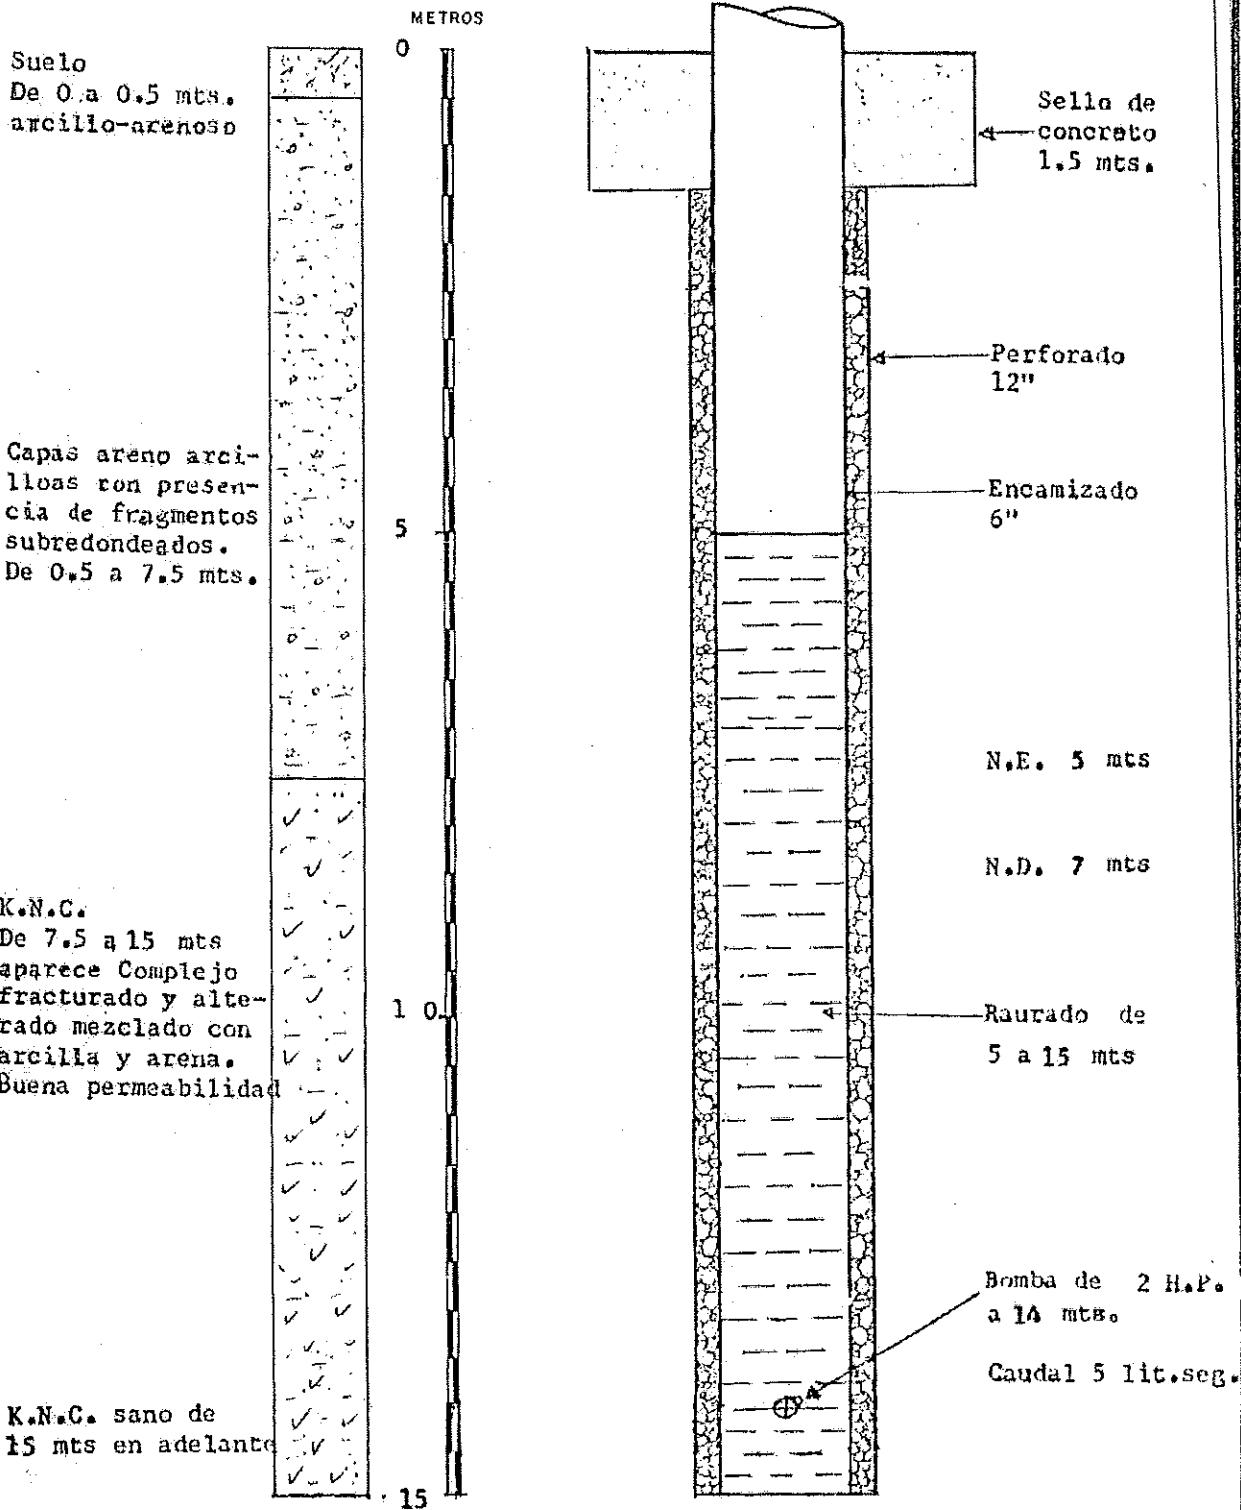 METROS
0
Suelo
De 0 a 0.5 mts.
arcillo-arenoso
Sello de
concreto
1.5 mts.
Perforado
12"
Capas areno arci-
lloas con presen-
cia de fragmentos
subredondeados.
De 0.5 a 7.5 mts.
5
Encamizado
6"
N.E. 5 mts
N.D. 7 mts
K.N.C.
De 7.5 a 15 mts
aparece Complejo
fracturado y alte-
rado mezclado con
arcilla y arena.
Buena permeabilidad
10
Raurado de
5 a 15 mts
Bomba de 2 H.P.
a 14 mts.
Caudal 5 lit.seg.
K.N.C. sano de
15 mts en adelante
15